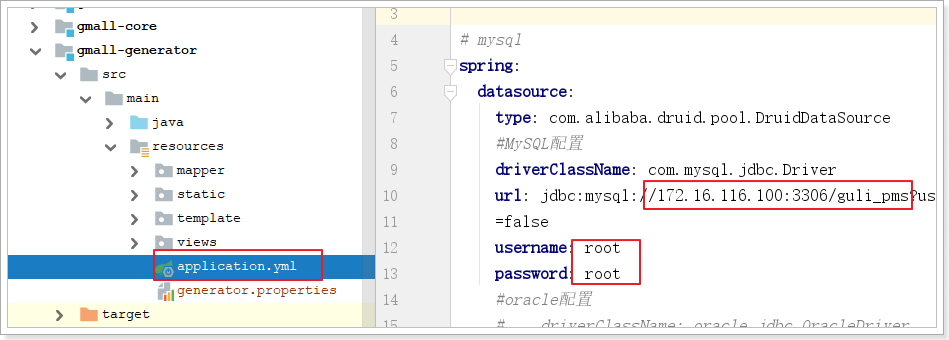 gmall-core
gmall-generator
src
main
java
resources
mapper
static
template
views
application.yml
generator.properties
target
3
4 # mysql
5 spring:
6 datasource:
7 type: com.alibaba.druid.pool.DruidDataSource
8 #MySQL配置
9 driverClassName: com.mysql.jdbc.Driver
10 url: jdbc:mysql://172.16.116.100:3306/guli_pms?us
=false
12 username: root
13 password: root
14 #oracle配置
15 # driverClassName: oracle.jdbc.OracleDriver